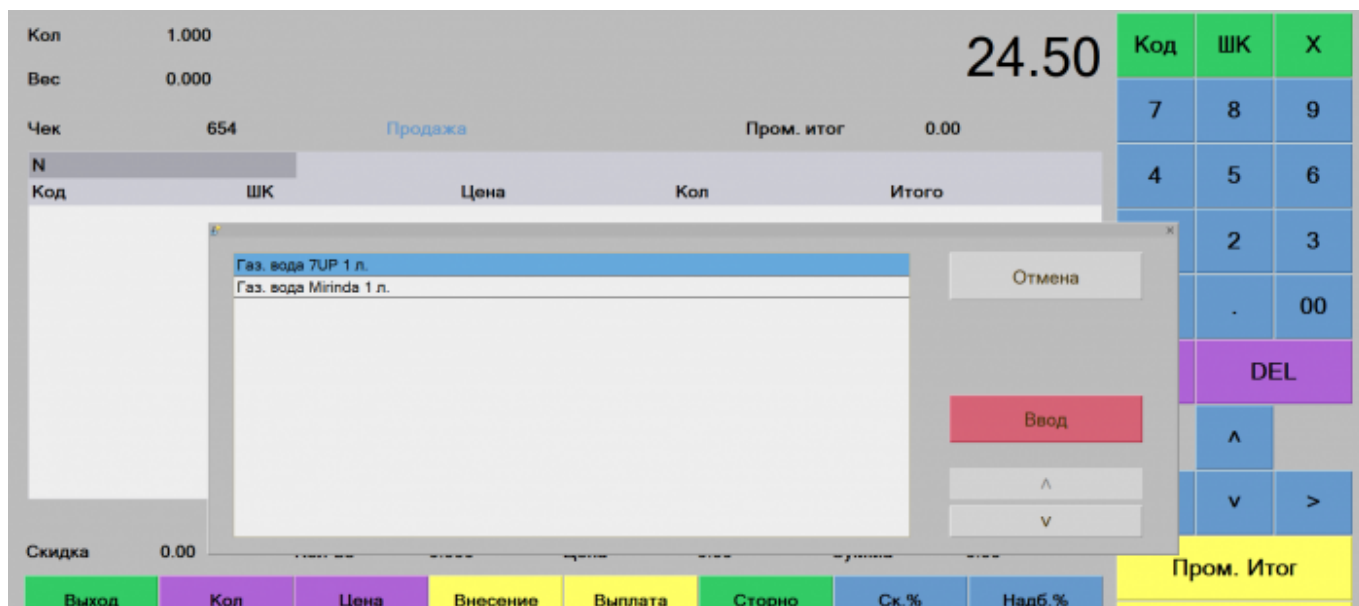 Кол 1.000
24.50
Вес 0.000
Чек 654 Продажа Пром. итог 0.00
N
Код ШК Цена Кол Итого
Газ. вода 7UP 1 л.
Газ. вода Mirinda 1 л.
Отмена
Ввод
^
v
Скидка 0.00
Выход Кол Цена Внесение Выплата Сторно Ск.% Надб.%
Код ШК X
7 8 9
4 5 6
2 3
. 00
DEL
^
v >
Пром. Итог